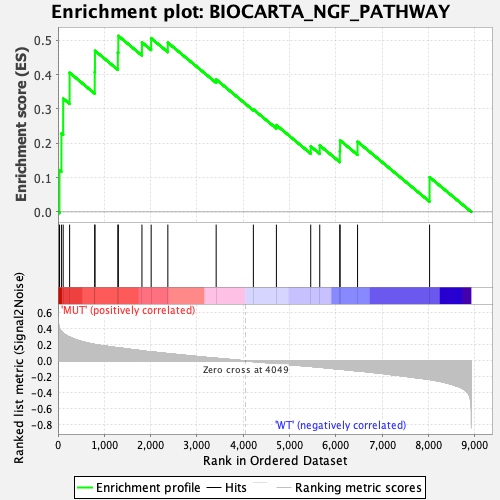 Enrichment plot: BIOCARTA_NGF_PATHWAY
Enrichment score (ES)
0.5
0.4
0.3
0.2
0.1
0.0
'MUT' (positively correlated)
Ranked list metric (Signal2Noise)
0.6
0.4
0.2
0.0
-0.2
-0.4
-0.6
-0.8
Zero cross at 4049
'WT' (negatively correlated)
0 1,000 2,000 3,000 4,000 5,000 6,000 7,000 8,000 9,000
Rank in Ordered Dataset
Enrichment profile Hits Ranking metric scores